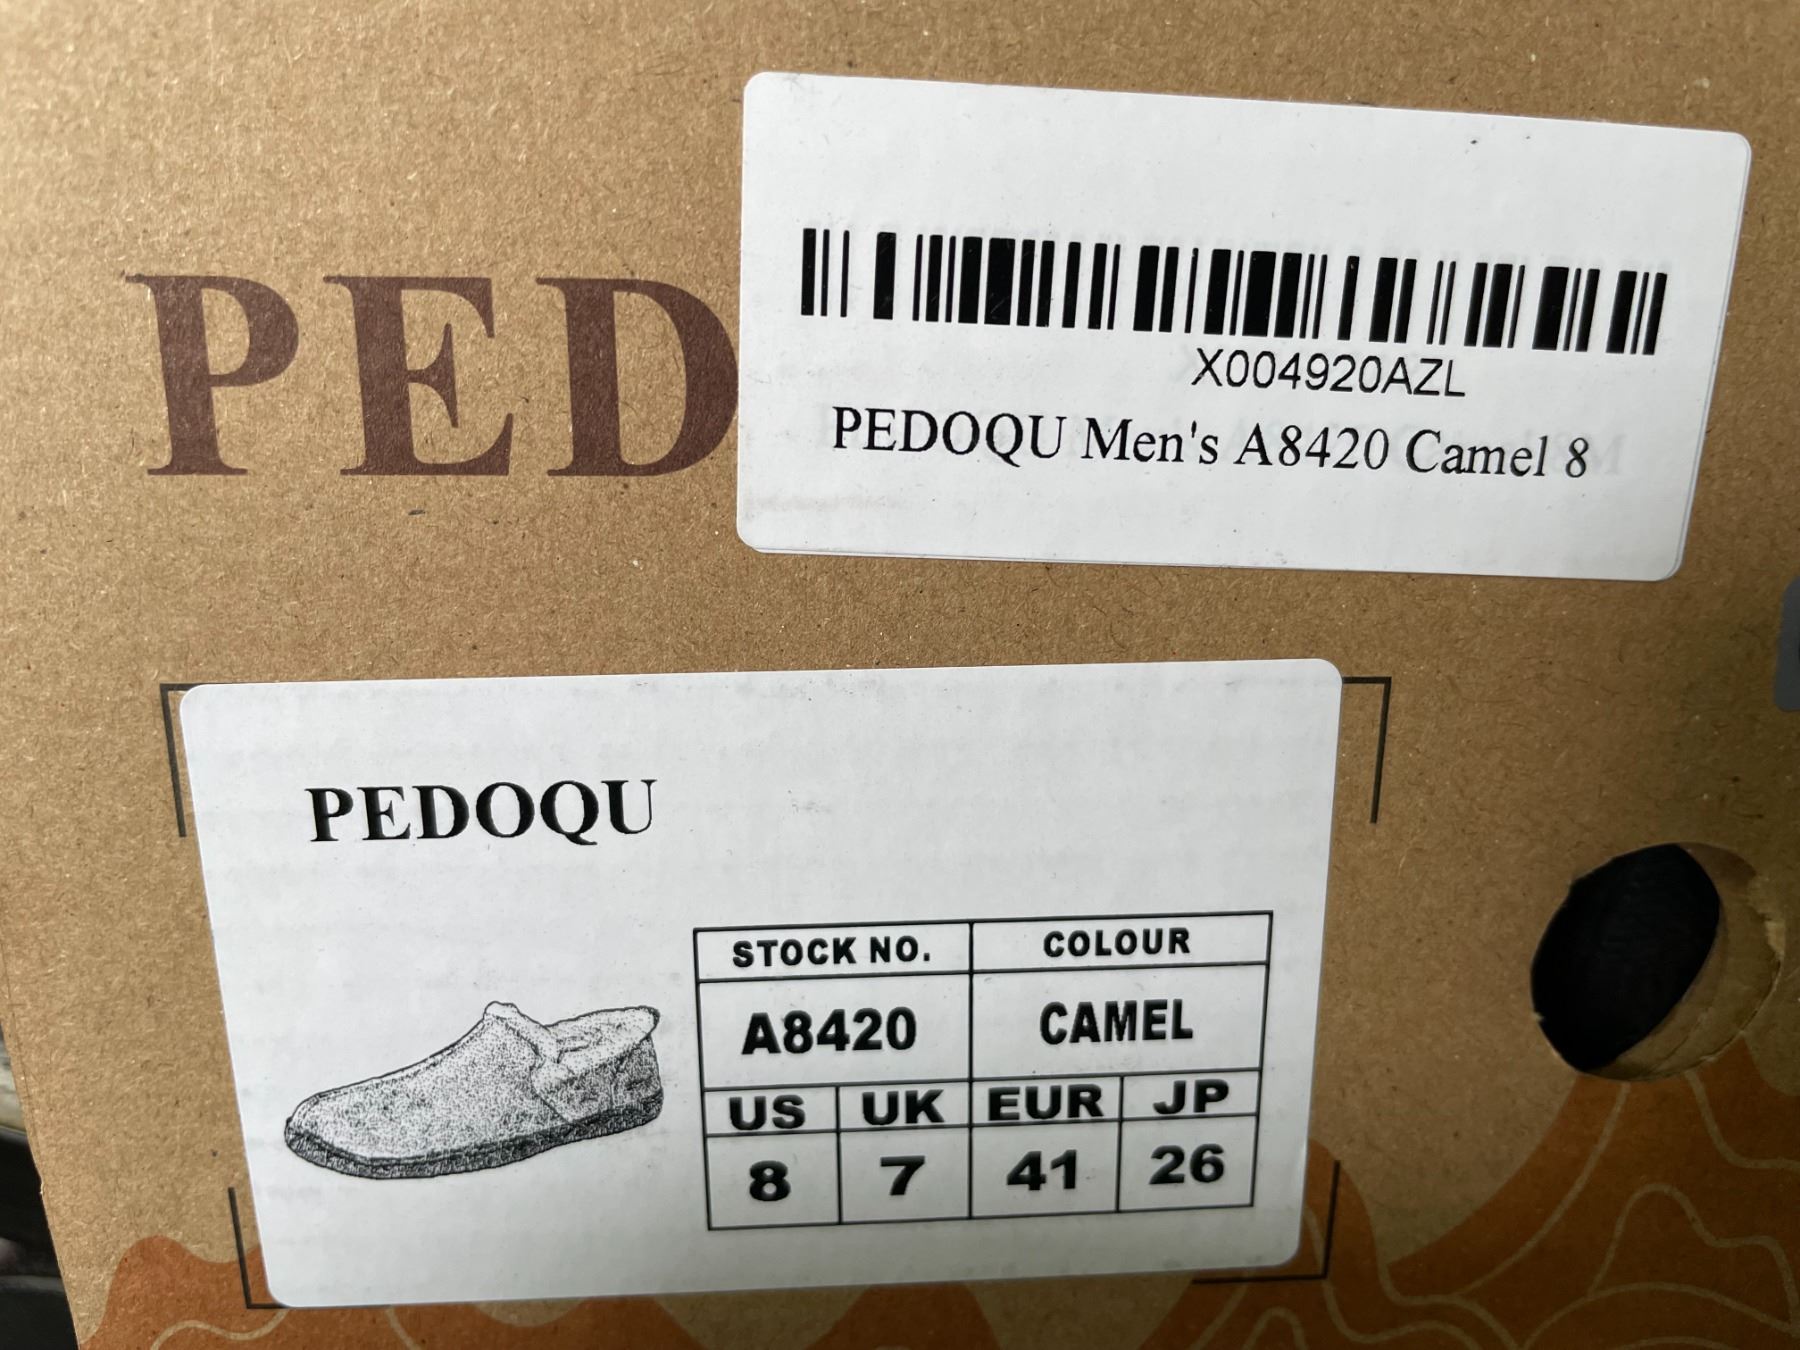 PED
X004920AZL
PEDOQU Men's A8420 Camel 8
PEDOQU
STOCK NO. COLOUR
A8420 CAMEL
US UK EUR JP
8 7 41 26